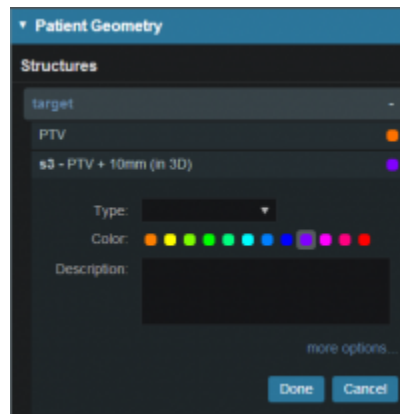 Patient Geometry
Structures
target -
PTV
s3 - PTV + 10mm (in 3D)
Type:
Color:
Description:
more options...
Done Cancel